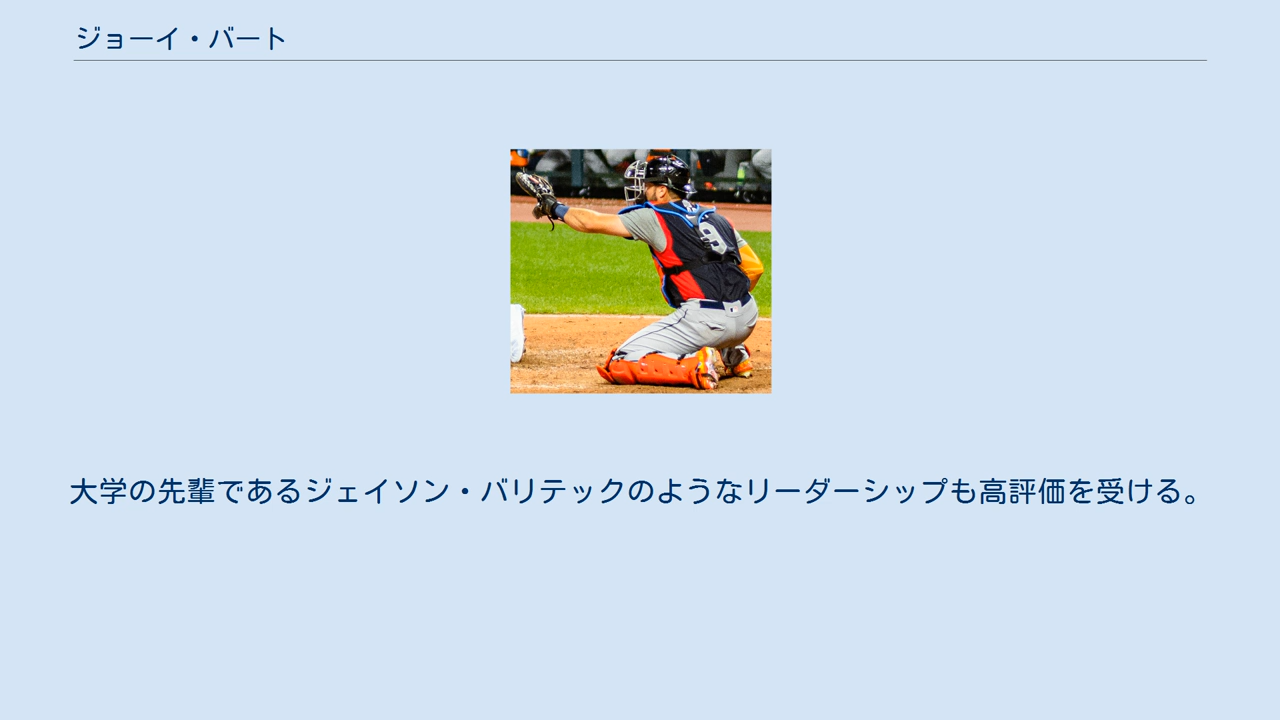 ジョーイ・バート
大学の先輩であるジェイソン・バリテックのようなリーダーシップも高評価を受ける。